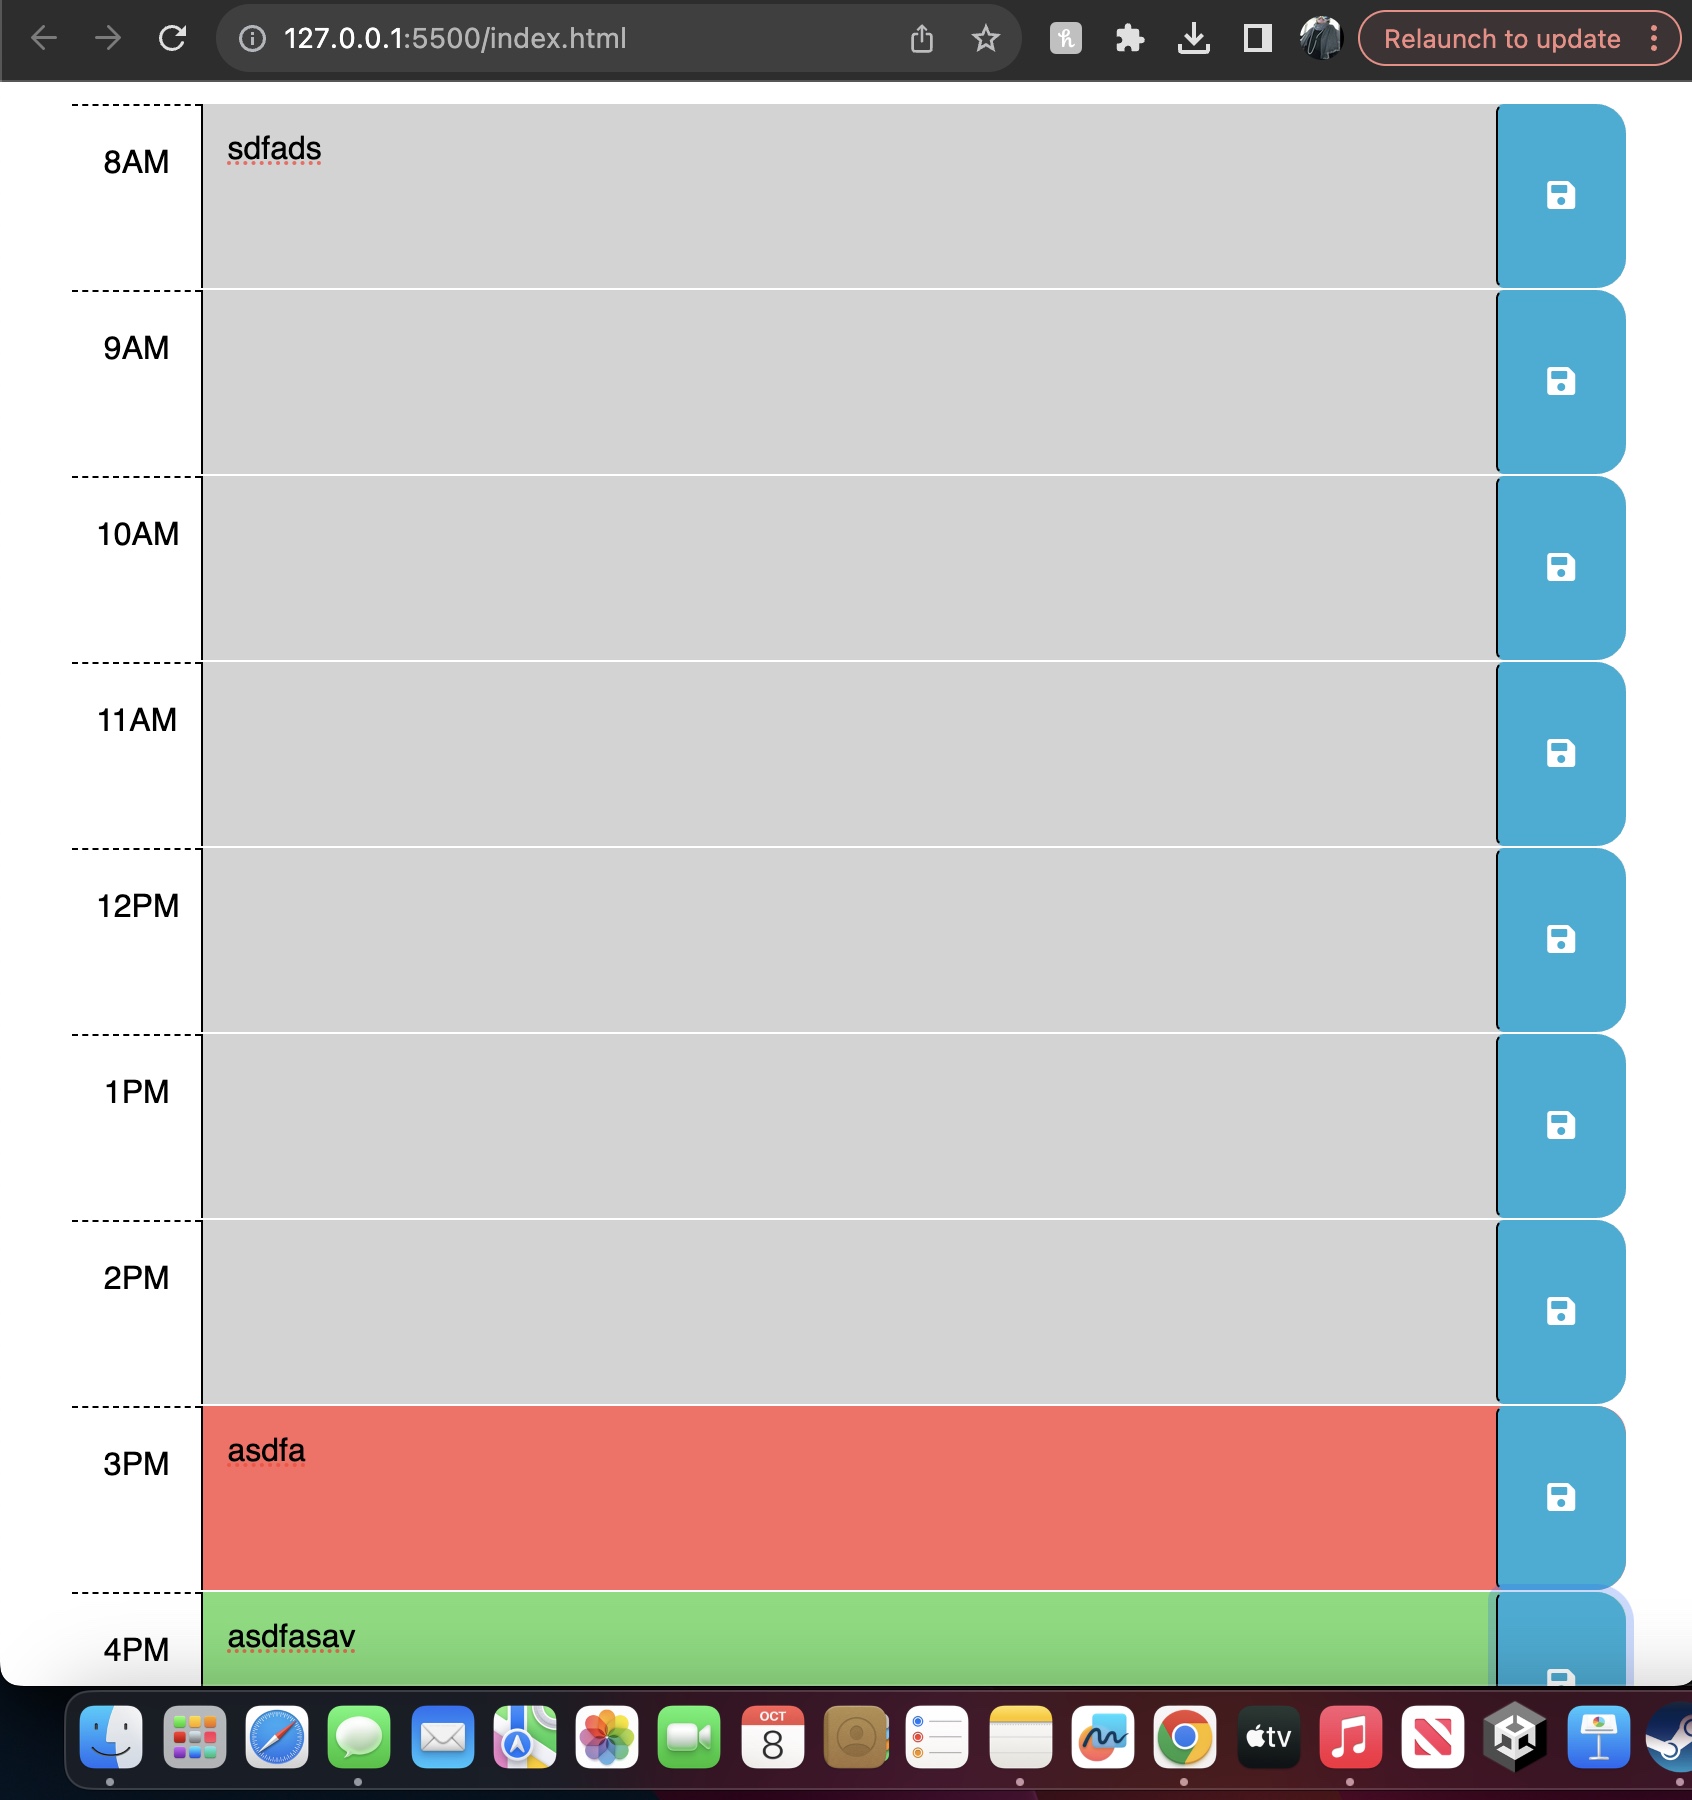 127.0.0.1:5500/index.html
Relaunch to update
8AM
sdfads
9AM
10AM
11AM
12PM
1PM
2PM
3PM
asdfa
4PM
asdfasav
OCT
8
tv